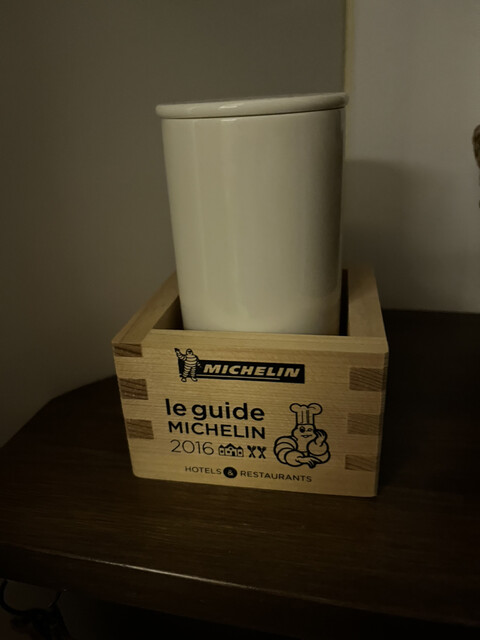 MICHELIN
le guide
MICHELIN
2016
HOTELS & RESTAURANTS